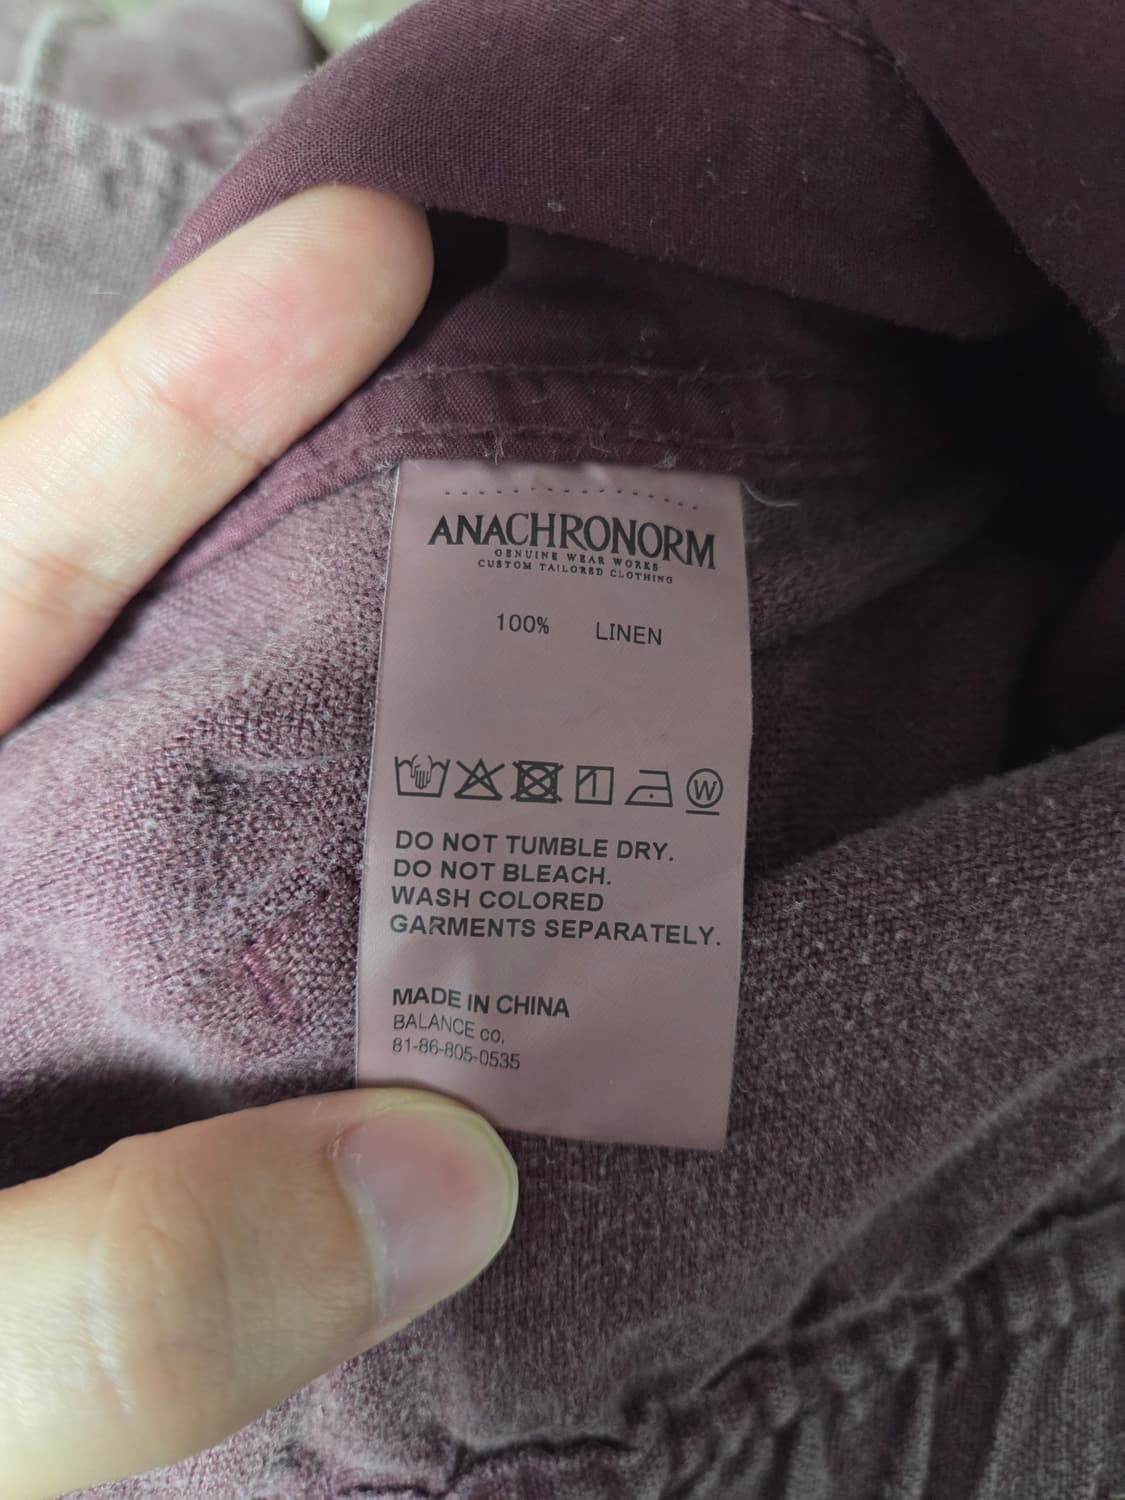 ANACHRONORM
GENUINE WEAR WORKS
CUSTOM TAILORED CLOTHING
100% LINEN
W
DO NOT TUMBLE DRY.
DO NOT BLEACH.
WASH COLORED
GARMENTS SEPARATELY.
MADE IN CHINA
BALANCE co.
81-86-805-0535